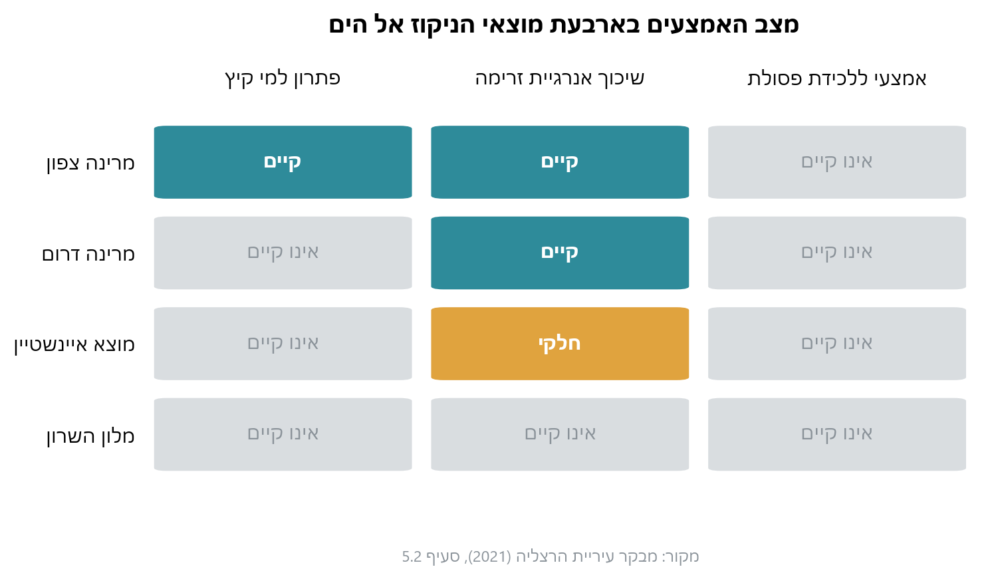 מצב האמצעים בארבעת מוצאי הניקוז אל הים
אמצעי ללכידת פסולת
שיכוך אנרגיית זרימה
פתרון למי קיץ
מרינה צפון
אינו קיים
קיים
קיים
מרינה דרום
אינו קיים
קיים
אינו קיים
מוצא איינשטיין
אינו קיים
חלקי
אינו קיים
מלון השרון
אינו קיים
אינו קיים
אינו קיים
מקור: מבקר עיריית הרצליה (2021), סעיף 5.2